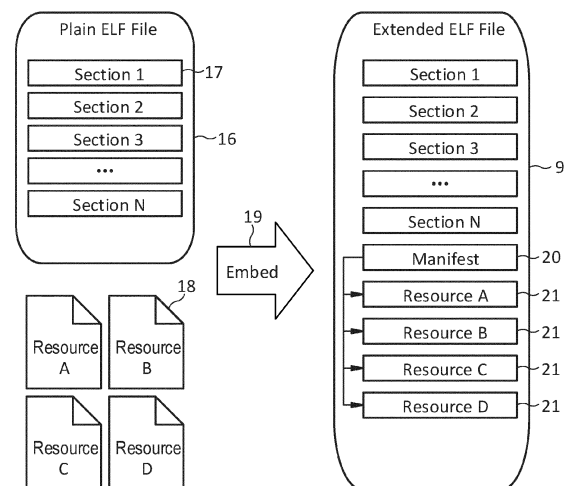 Plain ELF File
Section 1
17
Section 2
Section 3
16
...
Section N
18
Resource
A
Resource
B
Resource
C
Resource
D
19
Embed
Extended ELF File
Section 1
Section 2
Section 3
...
9
Section N
Manifest
20
Resource A
21
Resource B
21
Resource C
21
Resource D
21